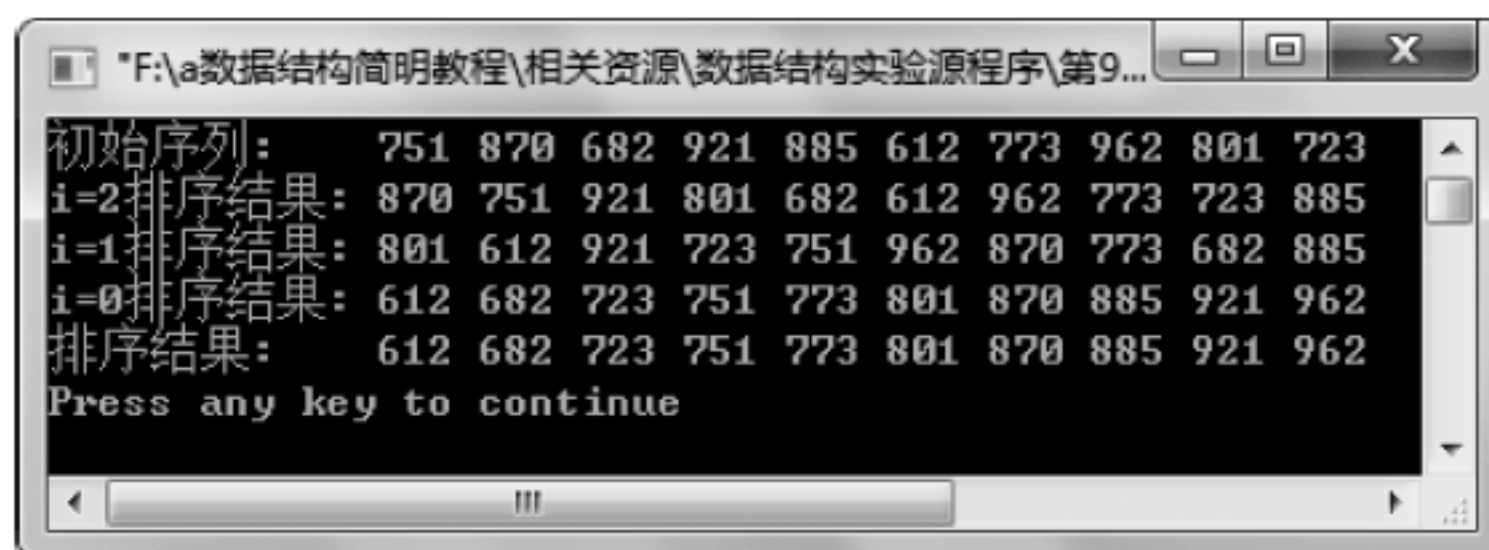 "F:\a数据结构简明教程\相关资源\数据结构实验源程序\第9...
初始序列: 751 870 682 921 885 612 773 962 801 723
i=2排序结果: 870 751 921 801 682 612 962 773 723 885
i=1排序结果: 801 612 921 723 751 962 870 773 682 885
i=0排序结果: 612 682 723 751 773 801 870 885 921 962
排序结果: 612 682 723 751 773 801 870 885 921 962
Press any key to continue